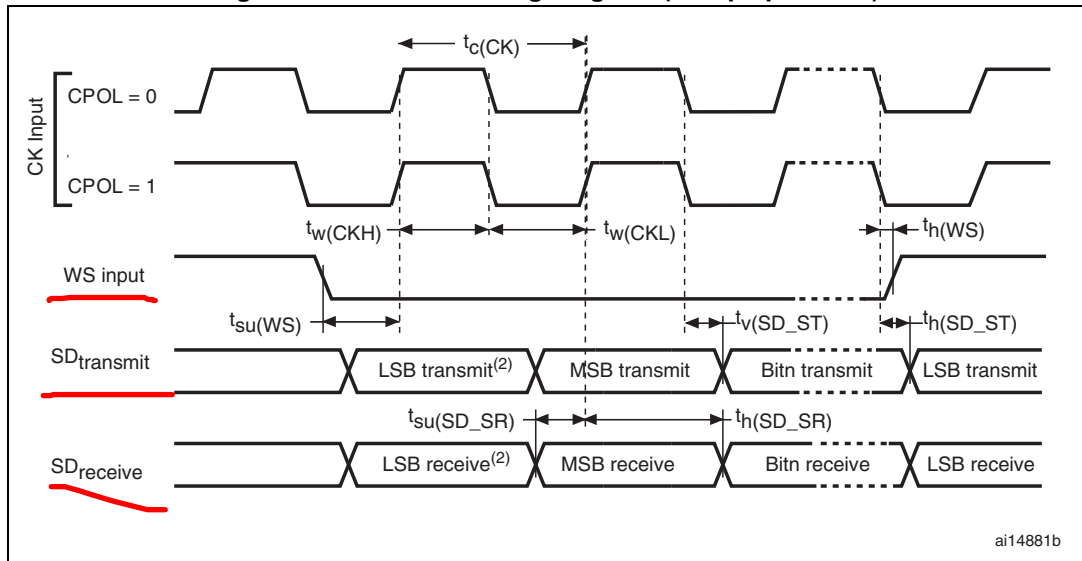 tc(CK)
CK Input
CPOL = 0
CPOL = 1
tw(CKH)
tw(CKL)
th(WS)
WS input
tsu(WS)
tv(SD_ST)
th(SD_ST)
SDtransmit
LSB transmit(2)
MSB transmit
Bitn transmit
LSB transmit
tsu(SD_SR)
th(SD_SR)
SDreceive
LSB receive(2)
MSB receive
Bitn receive
LSB receive
ai14881b